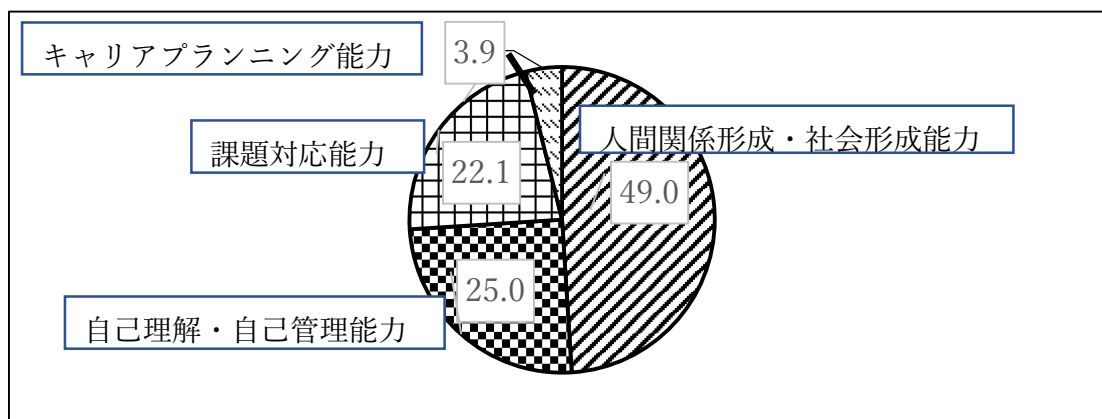 キャリアプランニング能力
3.9
人間関係形成・社会形成能力
課題対応能力
22.1
49.0
25.0
自己理解・自己管理能力